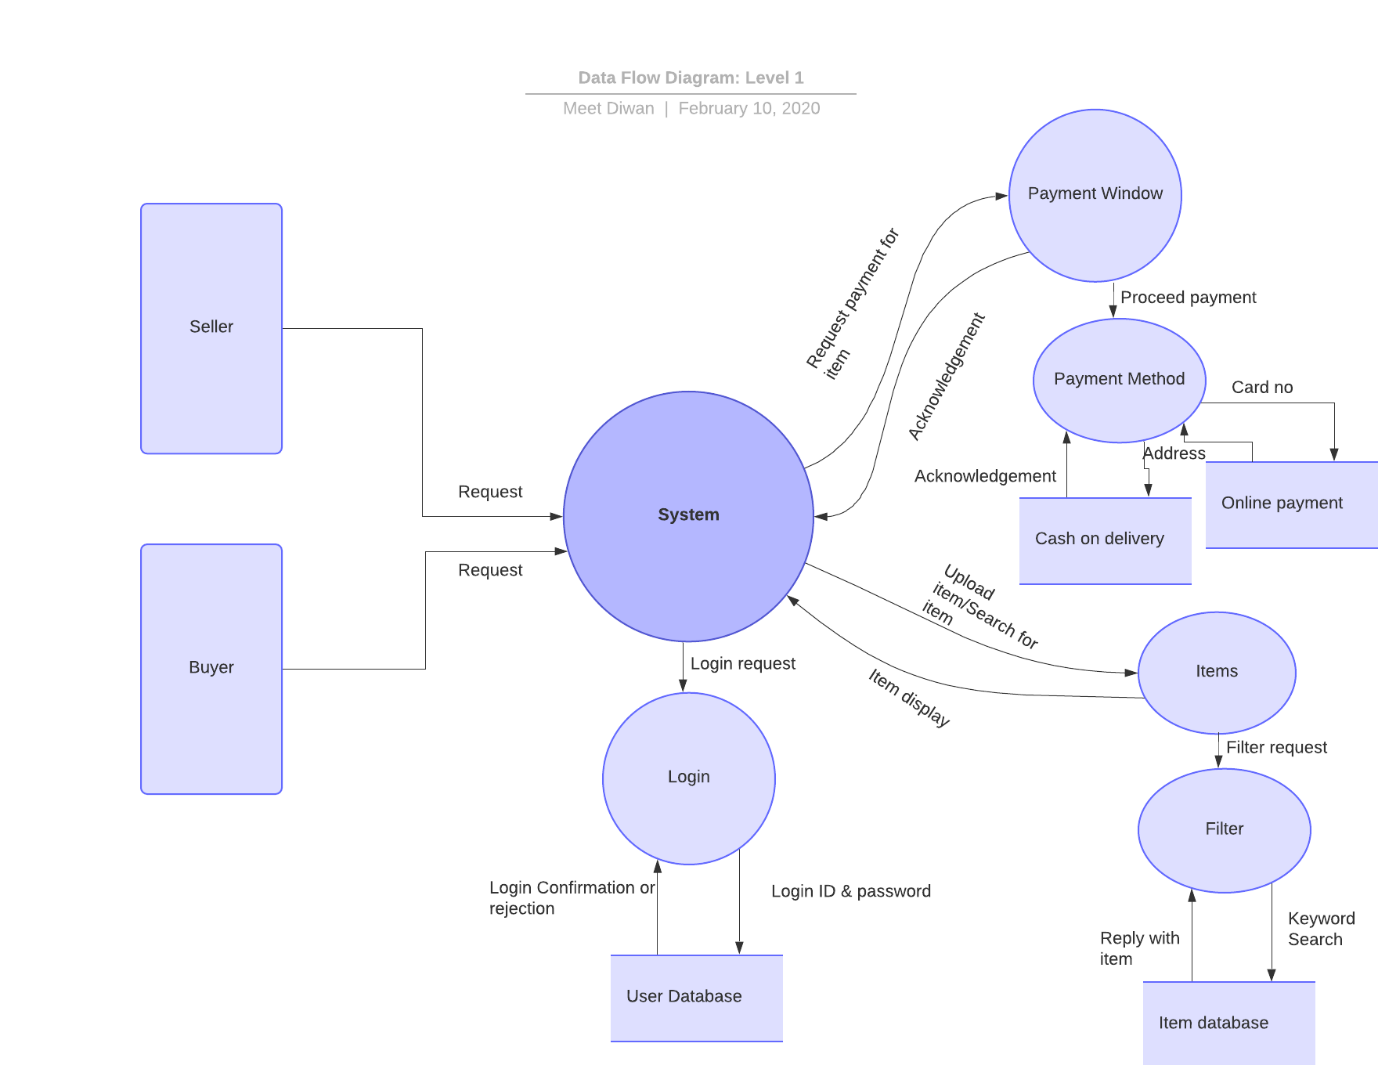 Data Flow Diagram: Level 1
Meet Diwan | February 10, 2020
Payment Window
Request payment for
item
Acknowledgement
Proceed payment
Seller
Payment Method
Card no
Address
Acknowledgement
Online payment
Cash on delivery
Request
System
Request
Upload
item/Search for
item
Buyer
Login request
Items
Item display
Filter request
Login
Filter
Login Confirmation or
rejection
Login ID & password
Keyword
Search
Reply with
item
User Database
Item database